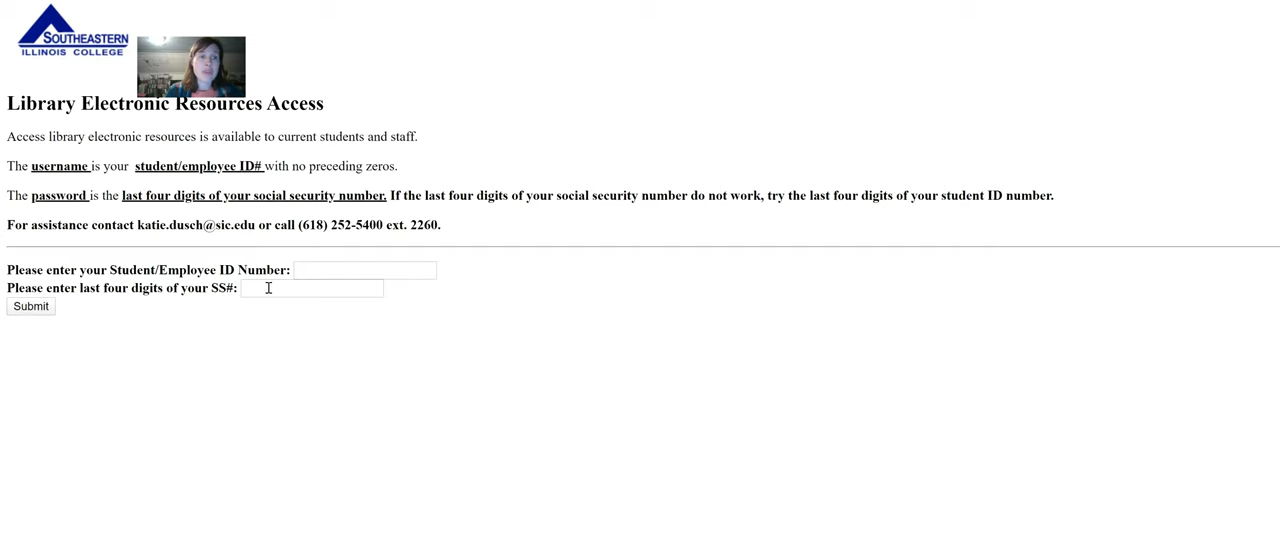 SOUTHEASTERN
ILLINOIS COLLEGE
Library Electronic Resources Access
Access library electronic resources is available to current students and staff.
The username is your student/employee ID# with no preceding zeros.
The password is the last four digits of your social security number. If the last four digits of your social security number do not work, try the last four digits of your student ID number.
For assistance contact katie.dusch@sic.edu or call (618) 252-5400 ext. 2260.
Please enter your Student/Employee ID Number:
Please enter last four digits of your SS#:
Submit